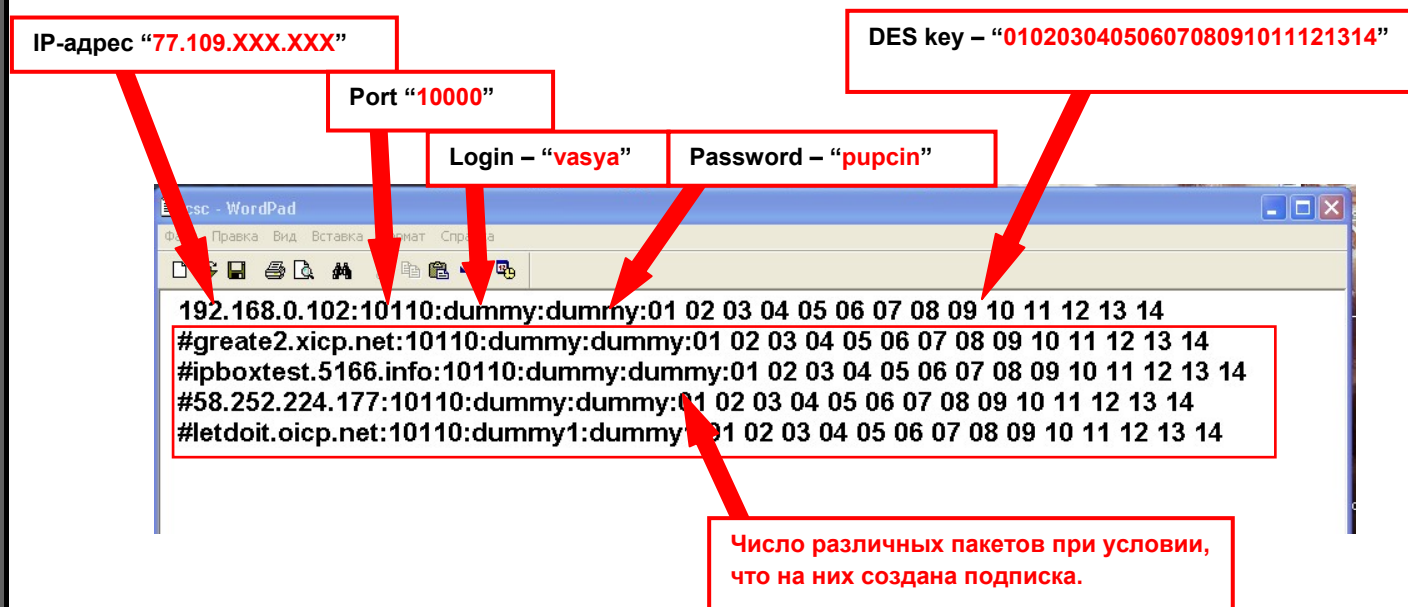 IP-адрес “77.109.XXX.XXX”
DES key – “0102030405060708091011121314”
Port “10000”
Login – “vasya”
Password – “pupcin”
csc - WordPad
Правка Вид Вставка
192.168.0.102:10110:dummy:dummy:01 02 03 04 05 06 07 08 09 10 11 12 13 14
#greate2.xicp.net:10110:dummy:dummy:01 02 03 04 05 06 07 08 09 10 11 12 13 14
#ipboxtest.5166.info:10110:dummy:dummy:01 02 03 04 05 06 07 08 09 10 11 12 13 14
#58.252.224.177:10110:dummy:dummy:01 02 03 04 05 06 07 08 09 10 11 12 13 14
#letdoit.oicp.net:10110:dummy1:dummy 01 02 03 04 05 06 07 08 09 10 11 12 13 14
Число различных пакетов при условии,
что на них создана подписка.